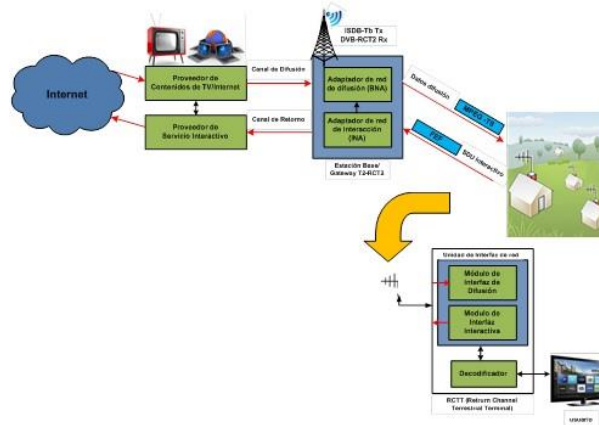 ISDB-Tb Tx
DVB-RCT2 Rx
Internet
Proveedor de
Contenidos de TV/Internet
Canal de Difusión
Adaptador de red
de difusión (BNA)
Datos difusión
MPEG -TS
Proveedor de
Servicio Interactivo
Canal de Retorno
Adaptador de red
de interacción (INA)
FEF
SDU Interactivo
Estación Base/
Gateway T2-RCT2
Unidad de Interfaz de red
Módulo de
Interfaz de
Difusión
Modulo de
Interfaz
Interactiva
Decodificador
RCTT (Retrum Channel
Terrestrial Terminal)
USUARIO